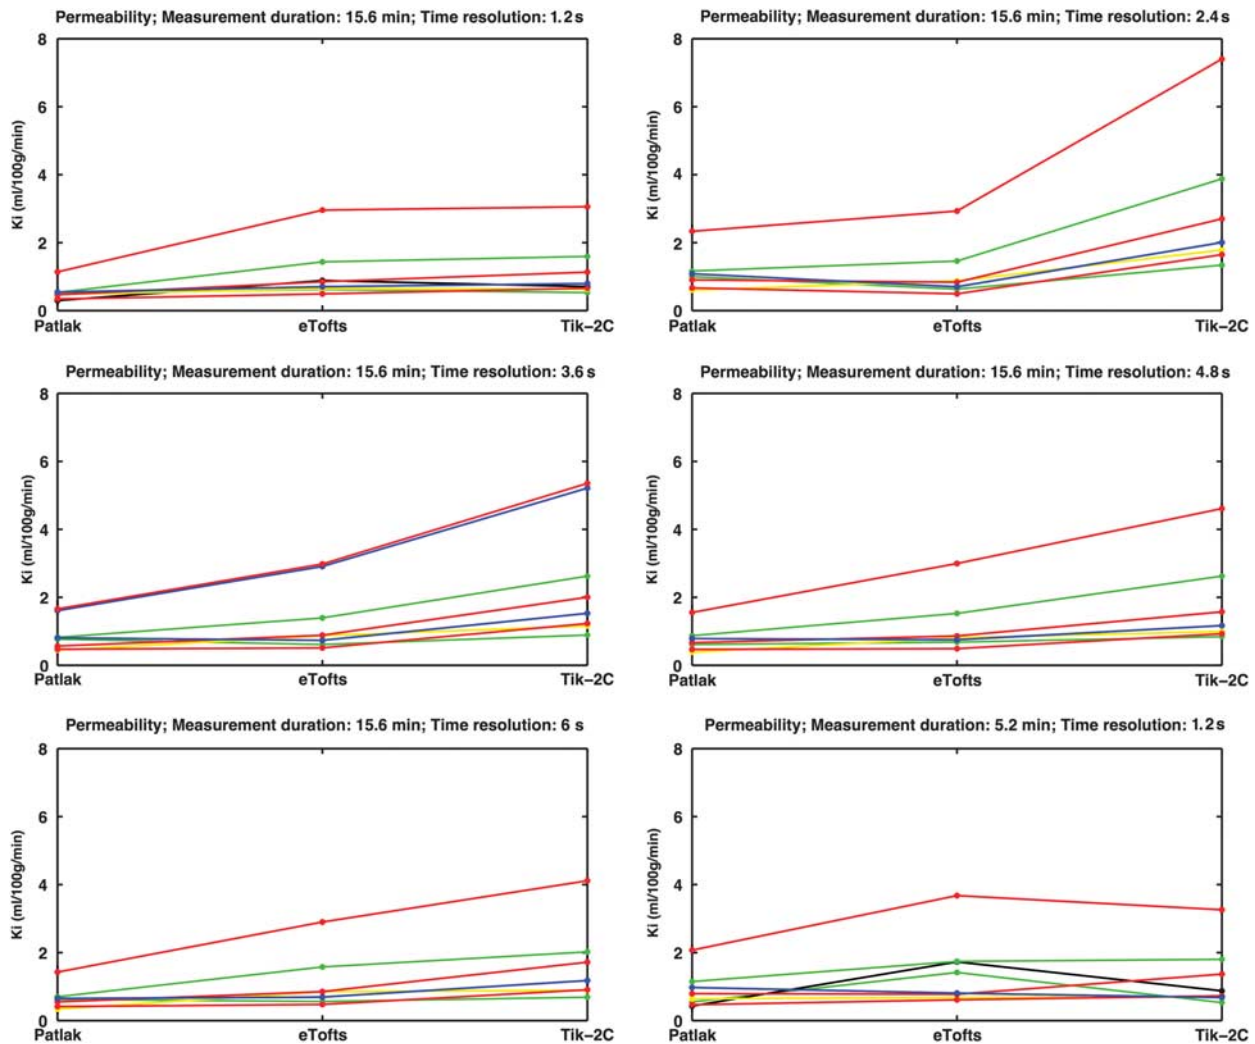 Permeability; Measurement duration: 15.6 min; Time resolution: 1.2 s
Ki (ml/100g/min)
8
6
4
2
0
Patlak
eTofts
Tik–2C
Permeability; Measurement duration: 15.6 min; Time resolution: 2.4 s
Ki (ml/100g/min)
8
6
4
2
0
Patlak
eTofts
Tik–2C
Permeability; Measurement duration: 15.6 min; Time resolution: 3.6 s
Ki (ml/100g/min)
8
6
4
2
0
Patlak
eTofts
Tik–2C
Permeability; Measurement duration: 15.6 min; Time resolution: 4.8 s
Ki (ml/100g/min)
8
6
4
2
0
Patlak
eTofts
Tik–2C
Permeability; Measurement duration: 15.6 min; Time resolution: 6 s
Ki (ml/100g/min)
8
6
4
2
0
Patlak
eTofts
Tik–2C
Permeability; Measurement duration: 5.2 min; Time resolution: 1.2 s
Ki (ml/100g/min)
8
6
4
2
0
Patlak
eTofts
Tik–2C